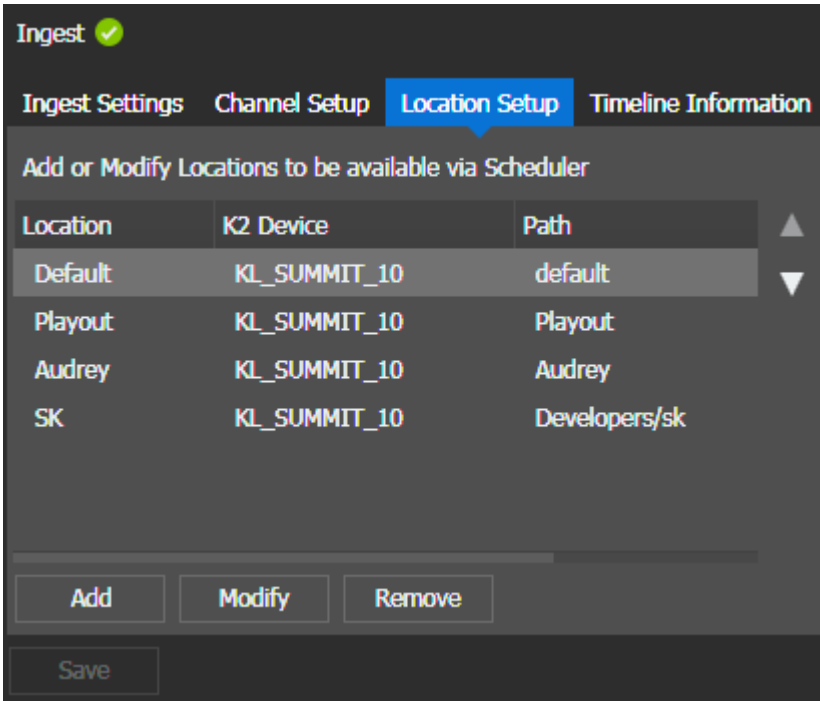 Ingest
Ingest Settings Channel Setup Location Setup Timeline Information
Add or Modify Locations to be available via Scheduler
Location K2 Device Path
Default KL_SUMMIT_10 default
Playout KL_SUMMIT_10 Playout
Audrey KL_SUMMIT_10 Audrey
SK KL_SUMMIT_10 Developers/sk
Add Modify Remove
Save